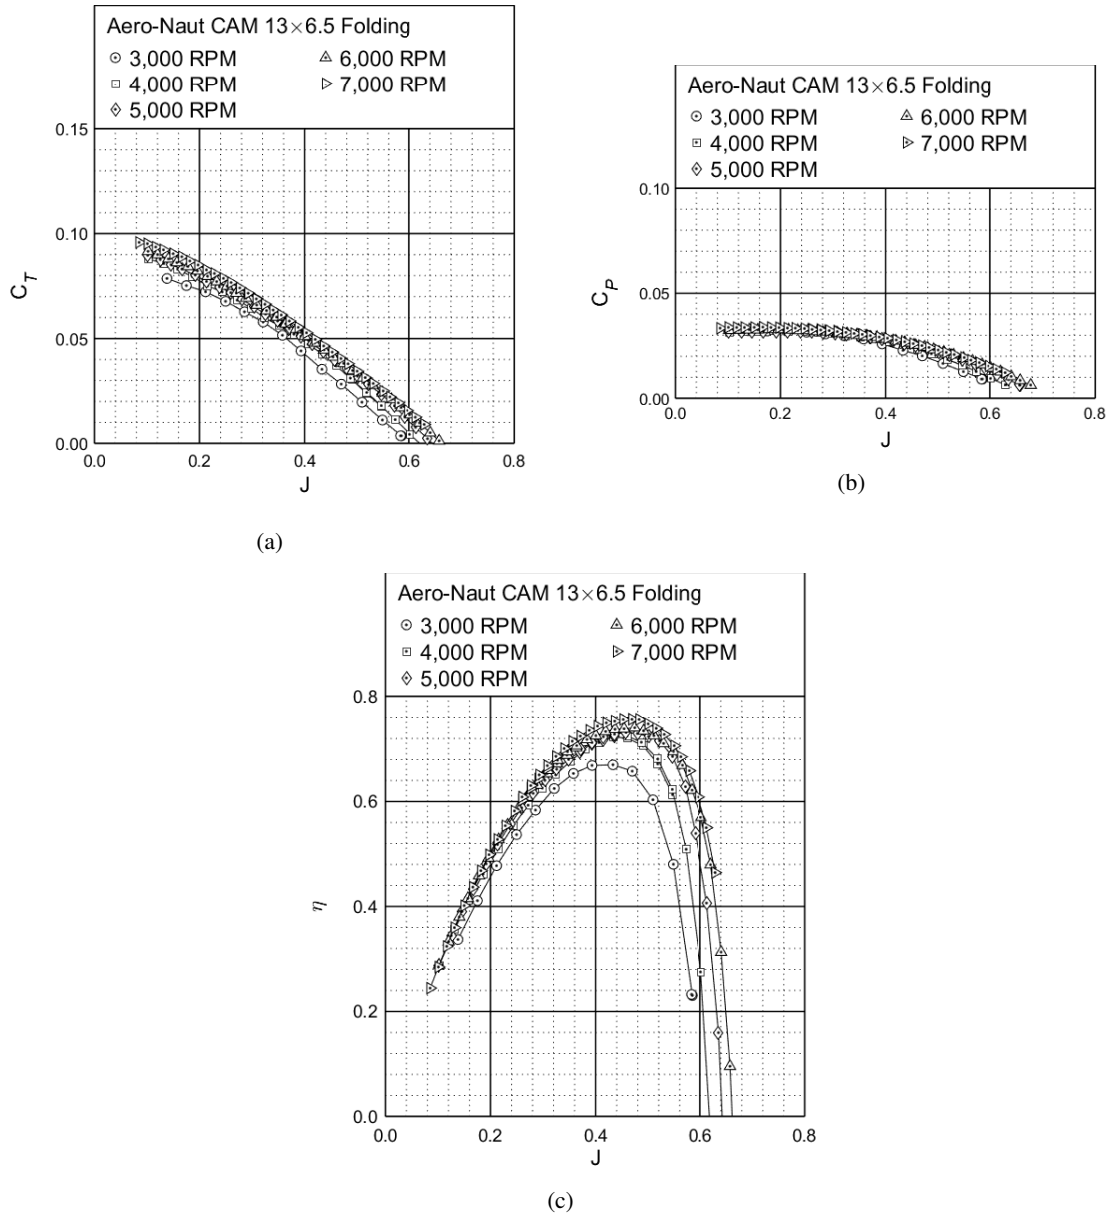 Aero-Naut CAM 13×6.5 Folding
3,000 RPM 6,000 RPM
4,000 RPM 7,000 RPM
5,000 RPM
0.15
0.10
C_T
0.05
0.00
0.0 0.2 0.4 0.6 0.8
J
(a)
Aero-Naut CAM 13×6.5 Folding
3,000 RPM 6,000 RPM
4,000 RPM 7,000 RPM
5,000 RPM
0.10
C_P
0.05
0.00
0.0 0.2 0.4 0.6 0.8
J
(b)
Aero-Naut CAM 13×6.5 Folding
3,000 RPM 6,000 RPM
4,000 RPM 7,000 RPM
5,000 RPM
0.8
0.6
η
0.4
0.2
0.0
0.0 0.2 0.4 0.6 0.8
J
(c)